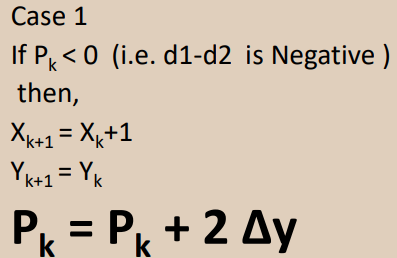 Case 1
If Pₖ < 0 (i.e. d1-d2 is Negative )
then,
Xₖ₊₁ = Xₖ+1
Yₖ₊₁ = Yₖ
Pₖ = Pₖ + 2 Δy